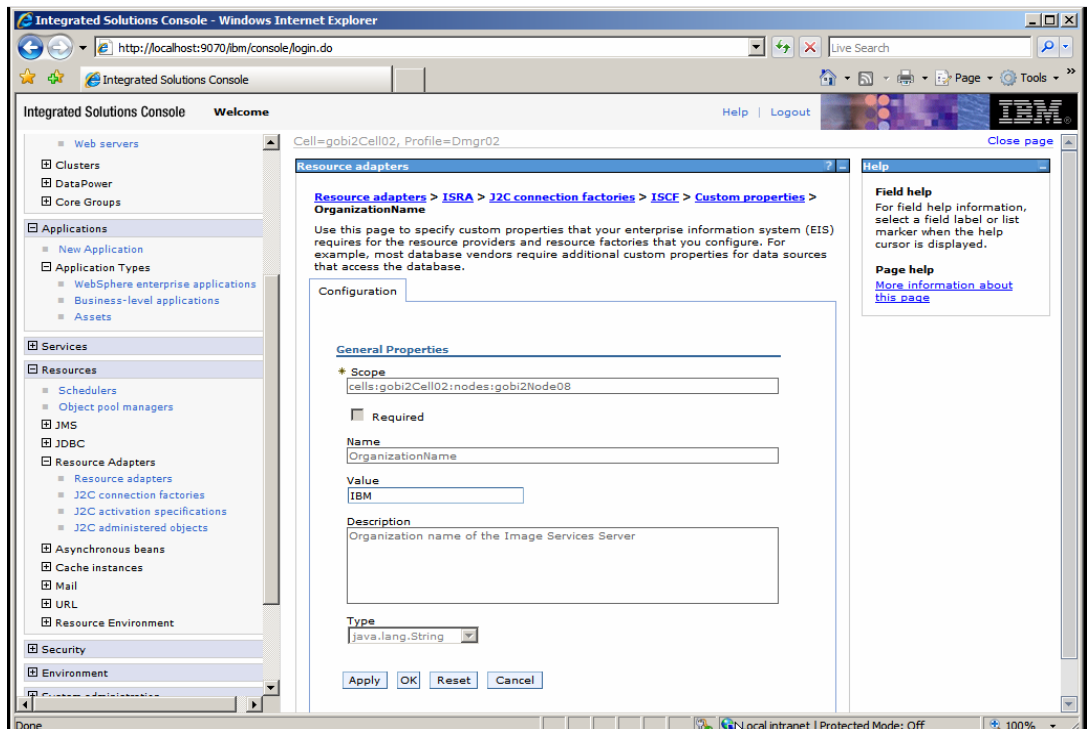 Integrated Solutions Console - Windows Internet Explorer
http://localhost:9070/ibm/console/login.do
Live Search
Integrated Solutions Console
Page
Tools
Integrated Solutions Console Welcome
Help | Logout
IBM
Web servers
Clusters
DataPower
Core Groups
Applications
New Application
Application Types
WebSphere enterprise applications
Business-level applications
Assets
Services
Resources
Schedulers
Object pool managers
JMS
JDBC
Resource Adapters
Resource adapters
J2C connection factories
J2C activation specifications
J2C administered objects
Asynchronous beans
Cache instances
Mail
URL
Resource Environment
Security
Environment
System administration
Cell=gobi2Cell02, Profile=Dmgr02
Close page
Resource adapters
Resource adapters > ISRA > J2C connection factories > ISCF > Custom properties >
OrganizationName
Use this page to specify custom properties that your enterprise information system (EIS)
requires for the resource providers and resource factories that you configure. For
example, most database vendors require additional custom properties for data sources
that access the database.
Configuration
General Properties
Scope
cells:gobi2Cell02:nodes:gobi2Node08
Required
Name
OrganizationName
Value
IBM
Description
Organization name of the Image Services Server
Type
java.lang.String
Apply OK Reset Cancel
Help
Field help
For field help information,
select a field label or list
marker when the help
cursor is displayed.
Page help
More information about
this page
Done
Local intranet | Protected Mode: Off
100%